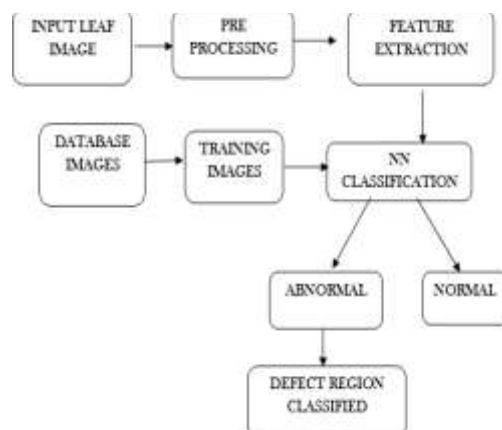 INPUT LEAF
IMAGE
PRE
PROCESSING
FEATURE
EXTRACTION
DATABASE
IMAGES
TRAINING
IMAGES
NN
CLASSIFICATION
ABNORMAL
NORMAL
DEFECT REGION
CLASSIFIED